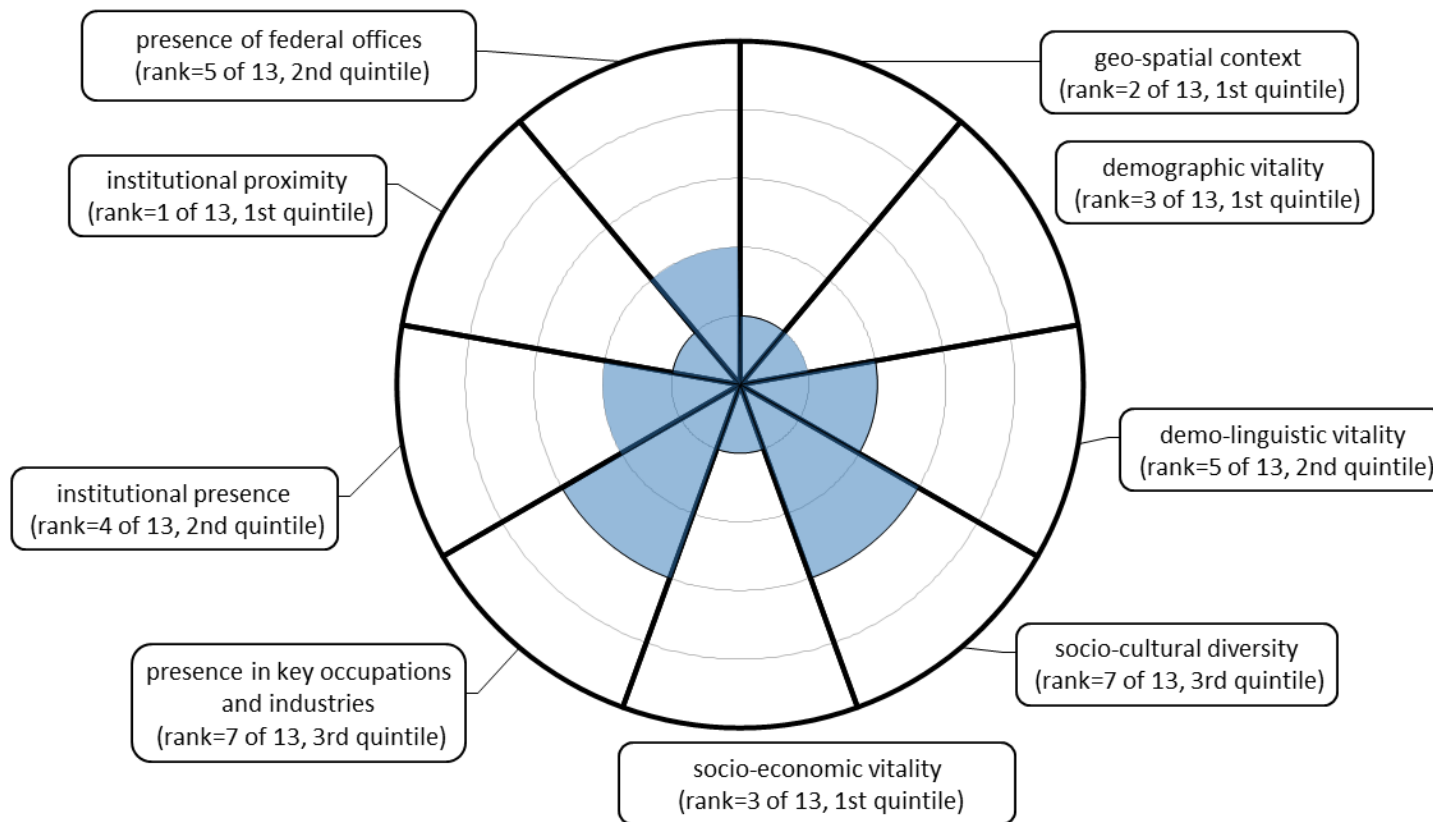 presence of federal offices
(rank=5 of 13, 2nd quintile)
geo-spatial context
(rank=2 of 13, 1st quintile)
institutional proximity
(rank=1 of 13, 1st quintile)
demographic vitality
(rank=3 of 13, 1st quintile)
demo-linguistic vitality
(rank=5 of 13, 2nd quintile)
institutional presence
(rank=4 of 13, 2nd quintile)
socio-cultural diversity
(rank=7 of 13, 3rd quintile)
presence in key occupations
and industries
(rank=7 of 13, 3rd quintile)
socio-economic vitality
(rank=3 of 13, 1st quintile)